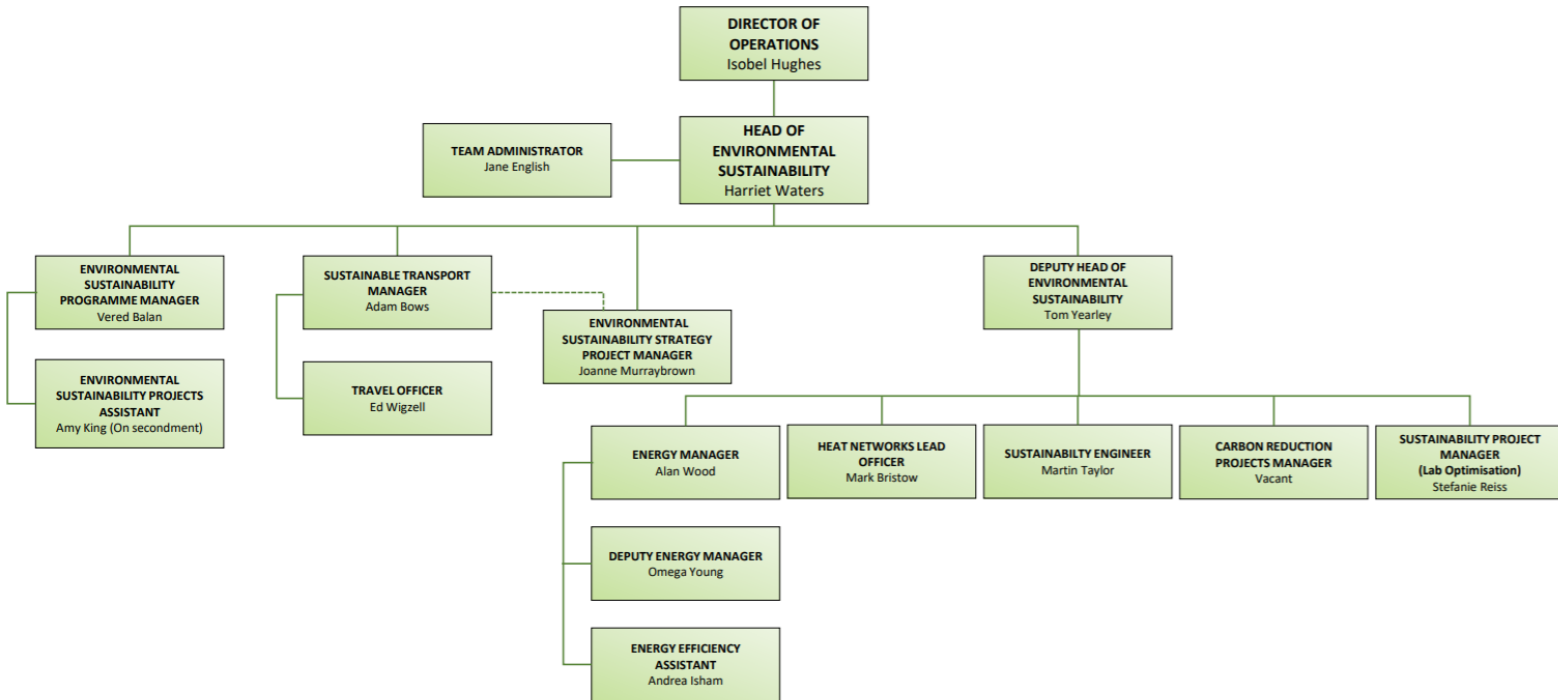 DIRECTOR OF
OPERATIONS
Isobel Hughes
TEAM ADMINISTRATOR
Jane English
HEAD OF
ENVIRONMENTAL
SUSTAINABILITY
Harriet Waters
ENVIRONMENTAL
SUSTAINABILITY
PROGRAMME MANAGER
Vered Balan
SUSTAINABLE TRANSPORT
MANAGER
Adam Bows
ENVIRONMENTAL
SUSTAINABILITY STRATEGY
PROJECT MANAGER
Joanne Murraybrown
DEPUTY HEAD OF
ENVIRONMENTAL
SUSTAINABILITY
Tom Yearley
ENVIRONMENTAL
SUSTAINABILITY PROJECTS
ASSISTANT
Amy King (On secondment)
TRAVEL OFFICER
Ed Wigzell
ENERGY MANAGER
Alan Wood
HEAT NETWORKS LEAD
OFFICER
Mark Bristow
SUSTAINABILTY ENGINEER
Martin Taylor
CARBON REDUCTION
PROJECTS MANAGER
Vacant
SUSTAINABILITY PROJECT
MANAGER
(Lab Optimisation)
Stefanie Reiss
DEPUTY ENERGY MANAGER
Omega Young
ENERGY EFFICIENCY
ASSISTANT
Andrea Isham